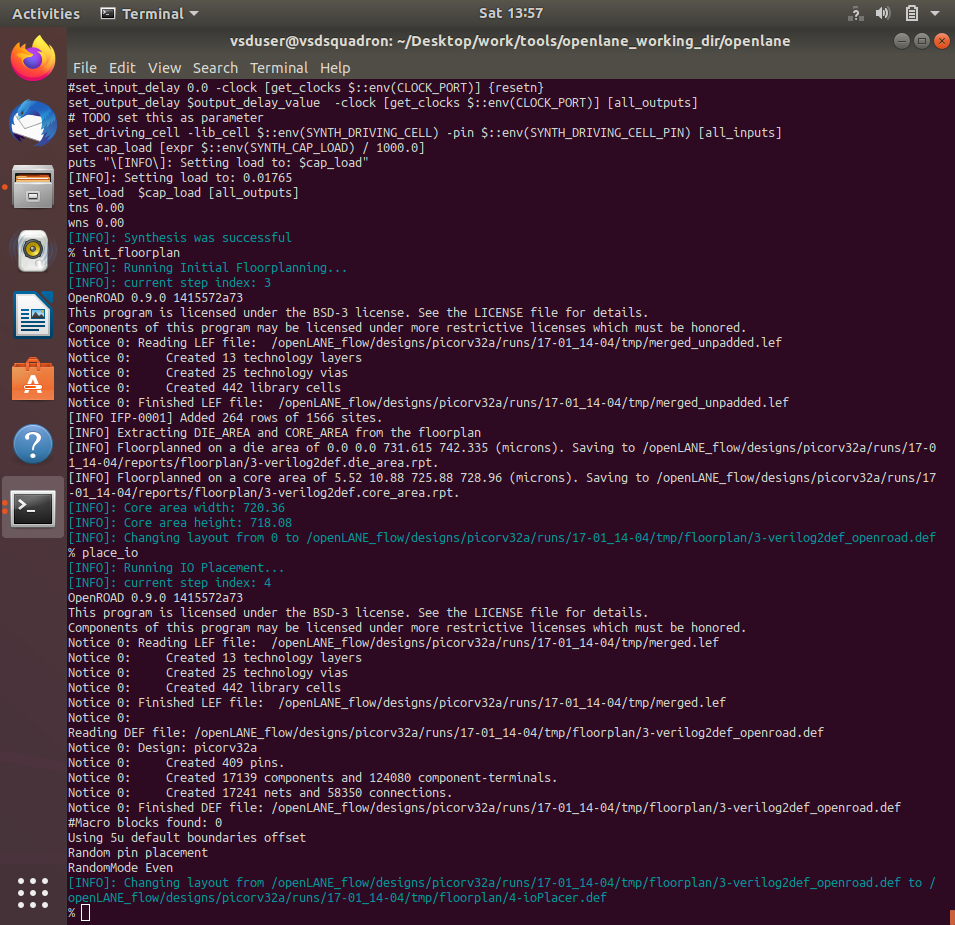 Activities
Terminal
Sat 13:57
vsduser@vsdsquadron: ~/Desktop/work/tools/openlane_working_dir/openlane
File Edit View Search Terminal Help
#set_input_delay 0.0 -clock [get_clocks $::env(CLOCK_PORT)] {resetn}
set_output_delay $output_delay_value  -clock [get_clocks $::env(CLOCK_PORT)] [all_outputs]
# TODO set this as parameter
set_driving_cell -lib_cell $::env(SYNTH_DRIVING_CELL) -pin $::env(SYNTH_DRIVING_CELL_PIN) [all_inputs]
set cap_load [expr $::env(SYNTH_CAP_LOAD) / 1000.0]
puts "\[INFO\]: Setting load to: $cap_load"
[INFO]: Setting load to: 0.01765
set_load  $cap_load [all_outputs]
tns 0.00
wns 0.00
[INFO]: Synthesis was successful
% init_floorplan
[INFO]: Running Initial Floorplanning...
[INFO]: current step index: 3
OpenROAD 0.9.0 1415572a73
This program is licensed under the BSD-3 license. See the LICENSE file for details.
Components of this program may be licensed under more restrictive licenses which must be honored.
Notice 0: Reading LEF file:  /openLANE_flow/designs/picorv32a/runs/17-01_14-04/tmp/merged_unpadded.lef
Notice 0:     Created 13 technology layers
Notice 0:     Created 25 technology vias
Notice 0:     Created 442 library cells
Notice 0: Finished LEF file:  /openLANE_flow/designs/picorv32a/runs/17-01_14-04/tmp/merged_unpadded.lef
[INFO IFP-0001] Added 264 rows of 1566 sites.
[INFO] Extracting DIE_AREA and CORE_AREA from the floorplan
[INFO] Floorplanned on a die area of 0.0 0.0 731.615 742.335 (microns). Saving to /openLANE_flow/designs/picorv32a/runs/17-0
1_14-04/reports/floorplan/3-verilog2def.die_area.rpt.
[INFO] Floorplanned on a core area of 5.52 10.88 725.88 728.96 (microns). Saving to /openLANE_flow/designs/picorv32a/runs/17
-01_14-04/reports/floorplan/3-verilog2def.core_area.rpt.
[INFO]: Core area width: 720.36
[INFO]: Core area height: 718.08
[INFO]: Changing layout from 0 to /openLANE_flow/designs/picorv32a/runs/17-01_14-04/tmp/floorplan/3-verilog2def_openroad.def
% place_io
[INFO]: Running IO Placement...
[INFO]: current step index: 4
OpenROAD 0.9.0 1415572a73
This program is licensed under the BSD-3 license. See the LICENSE file for details.
Components of this program may be licensed under more restrictive licenses which must be honored.
Notice 0: Reading LEF file:  /openLANE_flow/designs/picorv32a/runs/17-01_14-04/tmp/merged.lef
Notice 0:     Created 13 technology layers
Notice 0:     Created 25 technology vias
Notice 0:     Created 442 library cells
Notice 0: Finished LEF file:  /openLANE_flow/designs/picorv32a/runs/17-01_14-04/tmp/merged.lef
Notice 0:
Reading DEF file: /openLANE_flow/designs/picorv32a/runs/17-01_14-04/tmp/floorplan/3-verilog2def_openroad.def
Notice 0: Design: picorv32a
Notice 0:     Created 409 pins.
Notice 0:     Created 17139 components and 124080 component-terminals.
Notice 0:     Created 17241 nets and 58350 connections.
Notice 0: Finished DEF file: /openLANE_flow/designs/picorv32a/runs/17-01_14-04/tmp/floorplan/3-verilog2def_openroad.def
#Macro blocks found: 0
Using 5u default boundaries offset
Random pin placement
RandomMode Even
[INFO]: Changing layout from /openLANE_flow/designs/picorv32a/runs/17-01_14-04/tmp/floorplan/3-verilog2def_openroad.def to /
openLANE_flow/designs/picorv32a/runs/17-01_14-04/tmp/floorplan/4-ioPlacer.def
%